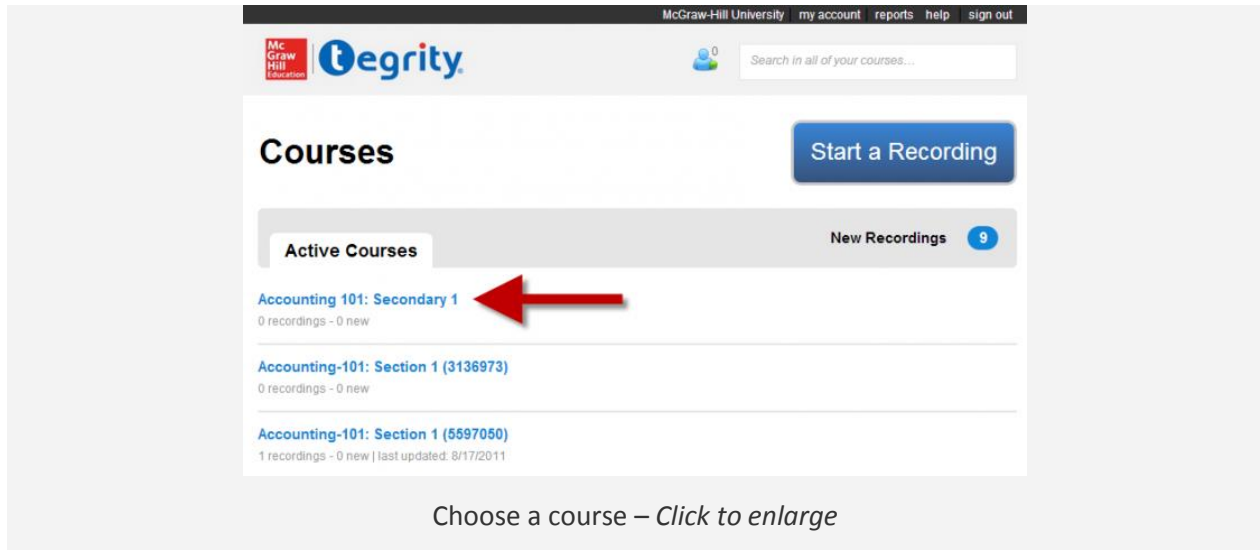 McGraw-Hill University my account reports help sign out
Mc
Graw
Hill
Education
tegrity
0
Search in all of your courses...
Courses
Start a Recording
Active Courses
New Recordings 9
Accounting 101: Secondary 1
0 recordings - 0 new
Accounting-101: Section 1 (3136973)
0 recordings - 0 new
Accounting-101: Section 1 (5597050)
1 recordings - 0 new | last updated: 8/17/2011
Choose a course – Click to enlarge